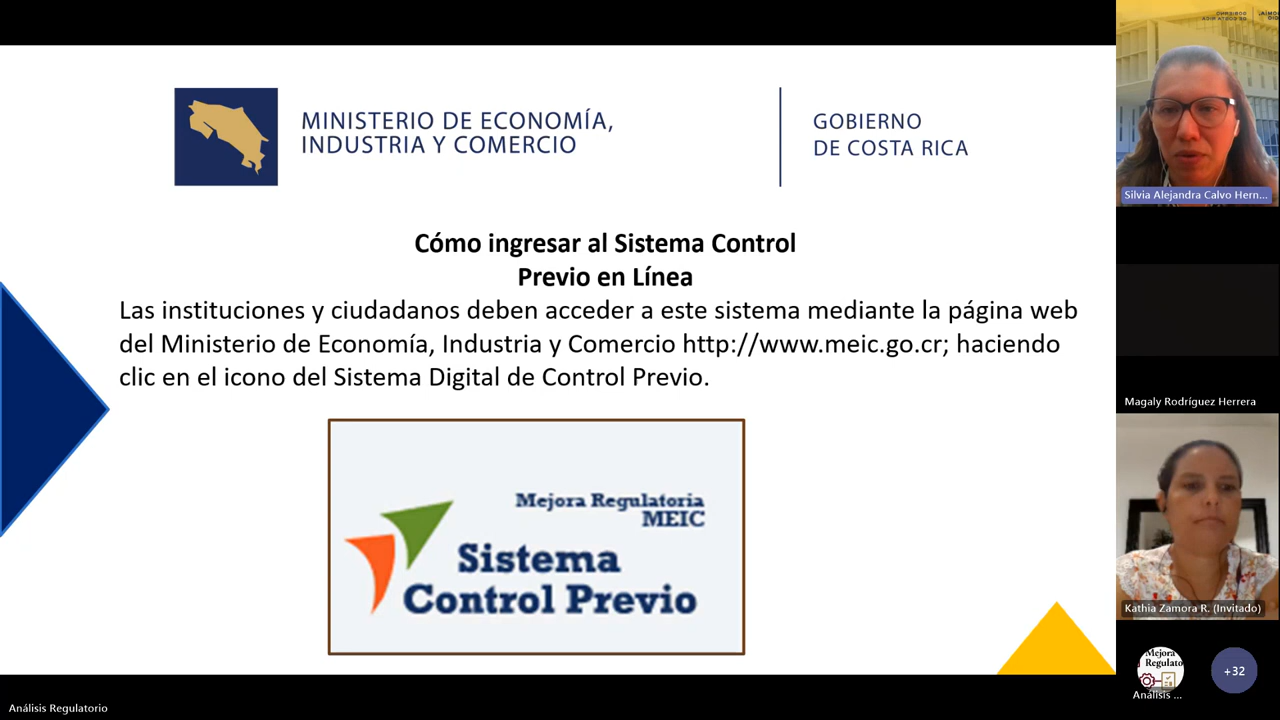 MINISTERIO DE ECONOMÍA,
INDUSTRIA Y COMERCIO
GOBIERNO
DE COSTA RICA
Cómo ingresar al Sistema Control
Previo en Línea
Las instituciones y ciudadanos deben acceder a este sistema mediante la página web
del Ministerio de Economía, Industria y Comercio http://www.meic.go.cr; haciendo
clic en el icono del Sistema Digital de Control Previo.
Mejora Regulatoria
MEIC
Sistema
Control Previo
Silvia Alejandra Calvo Hern...
Magaly Rodríguez Herrera
Kathia Zamora R. (Invitado)
Mejora
Regulato
Análisis ...
+32
Análisis Regulatorio